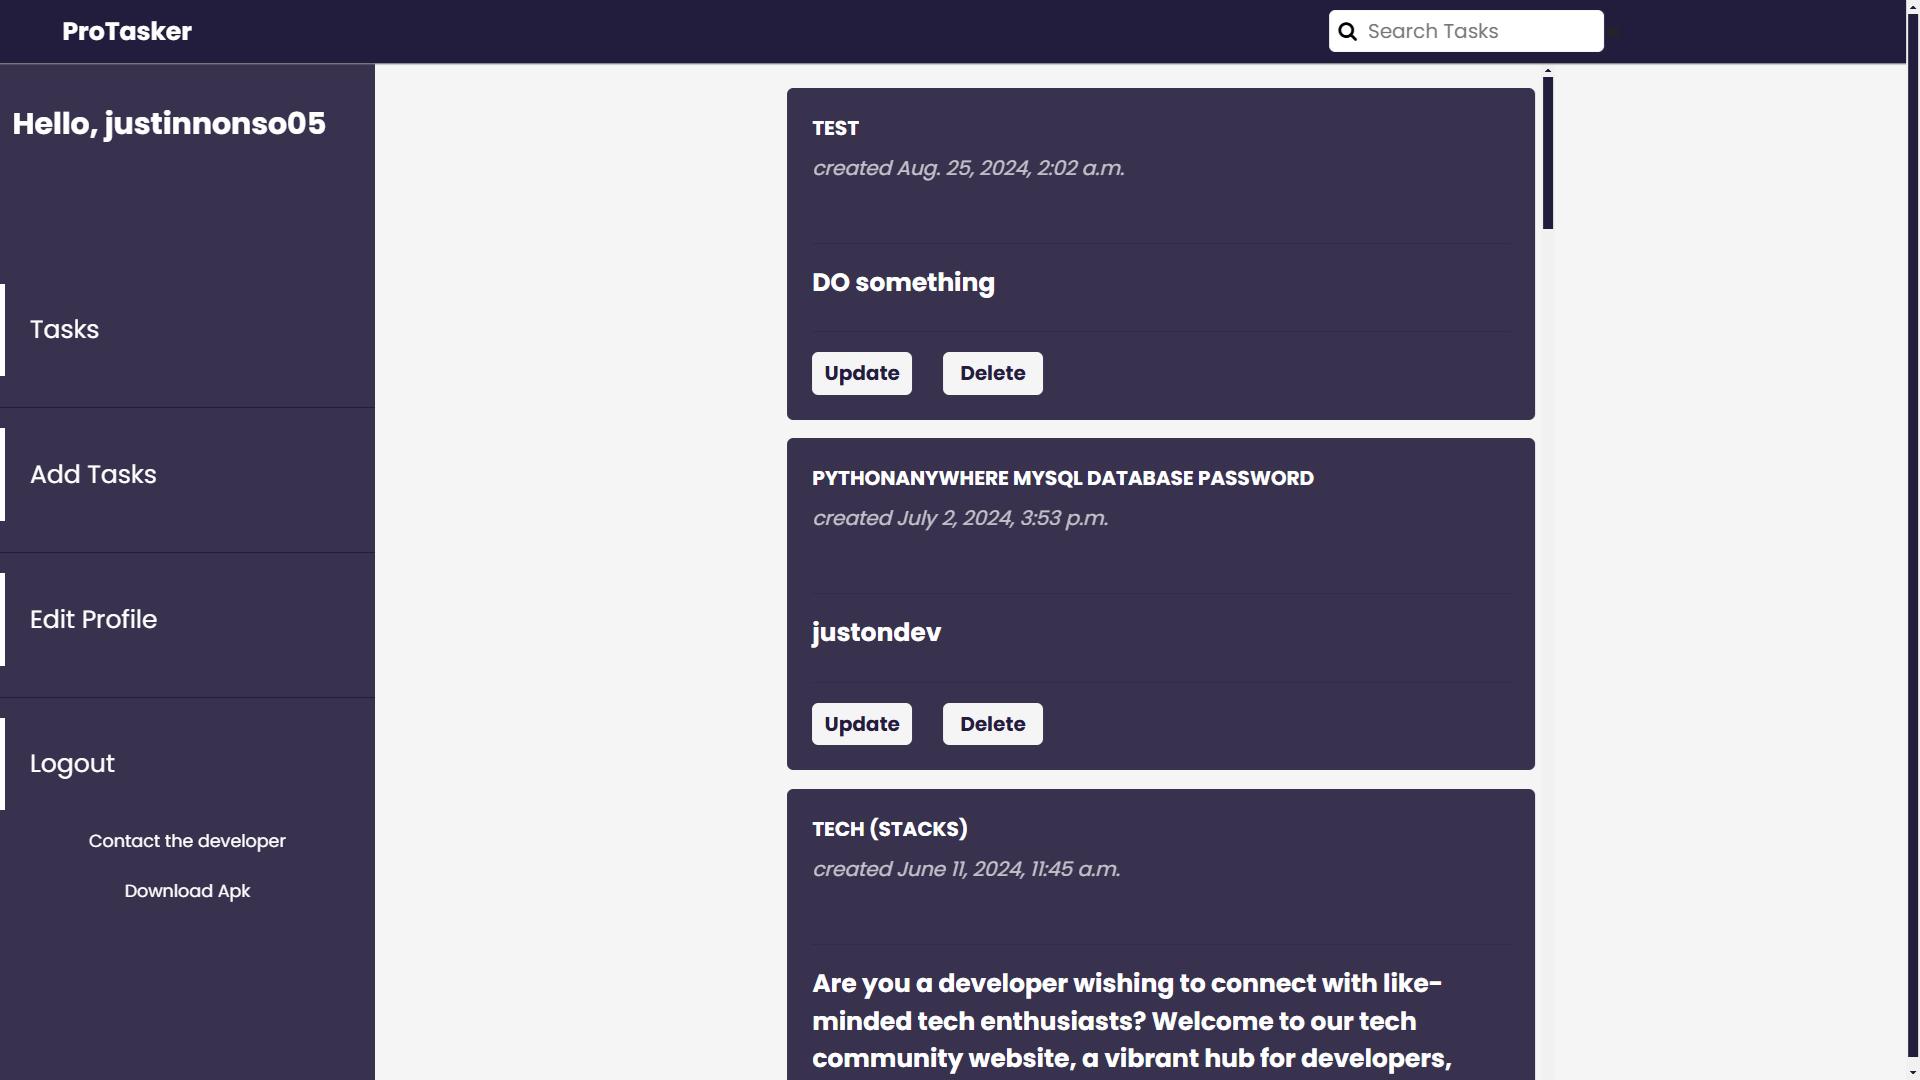 ProTasker
Search Tasks
Hello, justinnonso05
Tasks
Add Tasks
Edit Profile
Logout
Contact the developer
Download Apk
TEST
created Aug. 25, 2024, 2:02 a.m.
DO something
Update Delete
PYTHONANYWHERE MYSQL DATABASE PASSWORD
created July 2, 2024, 3:53 p.m.
justondev
Update Delete
TECH (STACKS)
created June 11, 2024, 11:45 a.m.
Are you a developer wishing to connect with like-
minded tech enthusiasts? Welcome to our tech
community website, a vibrant hub for developers,